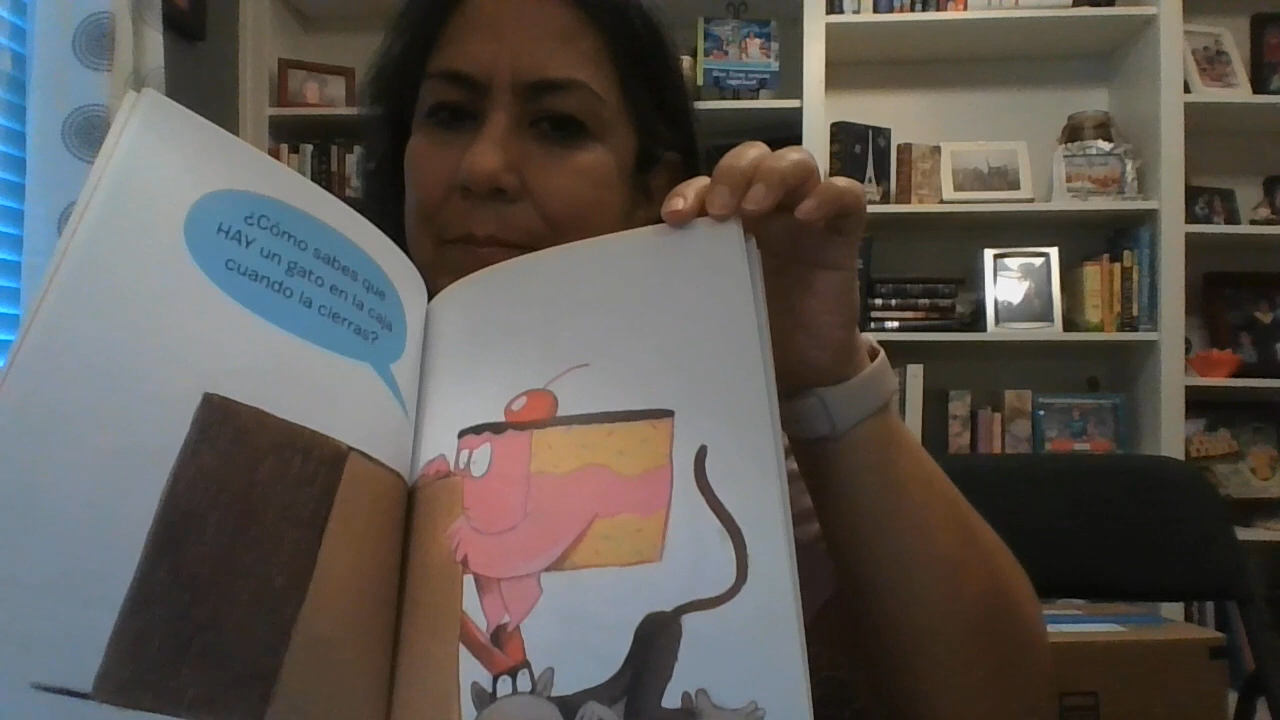 ¿Cómo sabes que
HAY un gato en la caja
cuando la cierras?